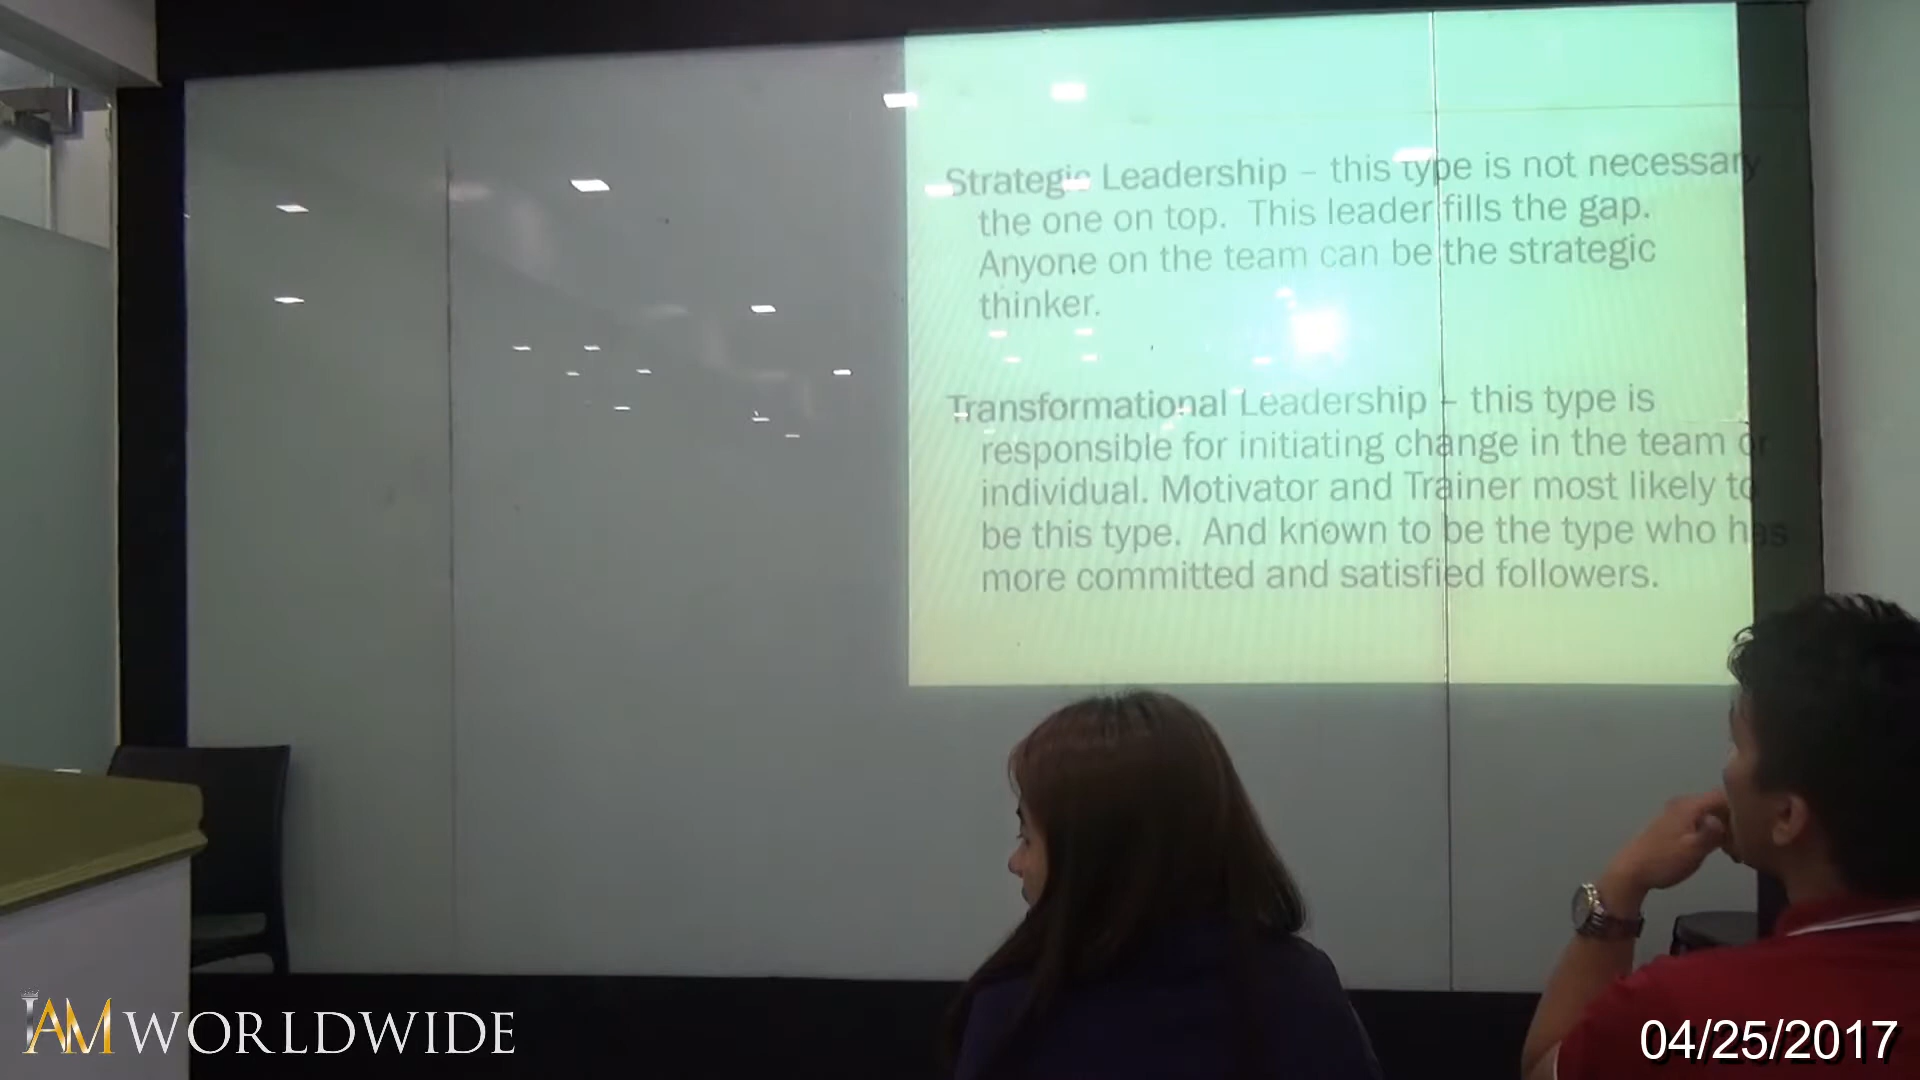 Strategic Leadership – this type is not necessary
the one on top. This leader fills the gap.
Anyone on the team can be the strategic
thinker.
Transformational Leadership – this type is
responsible for initiating change in the team or
individual. Motivator and Trainer most likely to
be this type. And known to be the type who has
more committed and satisfied followers.
IAM WORLDWIDE
04/25/2017